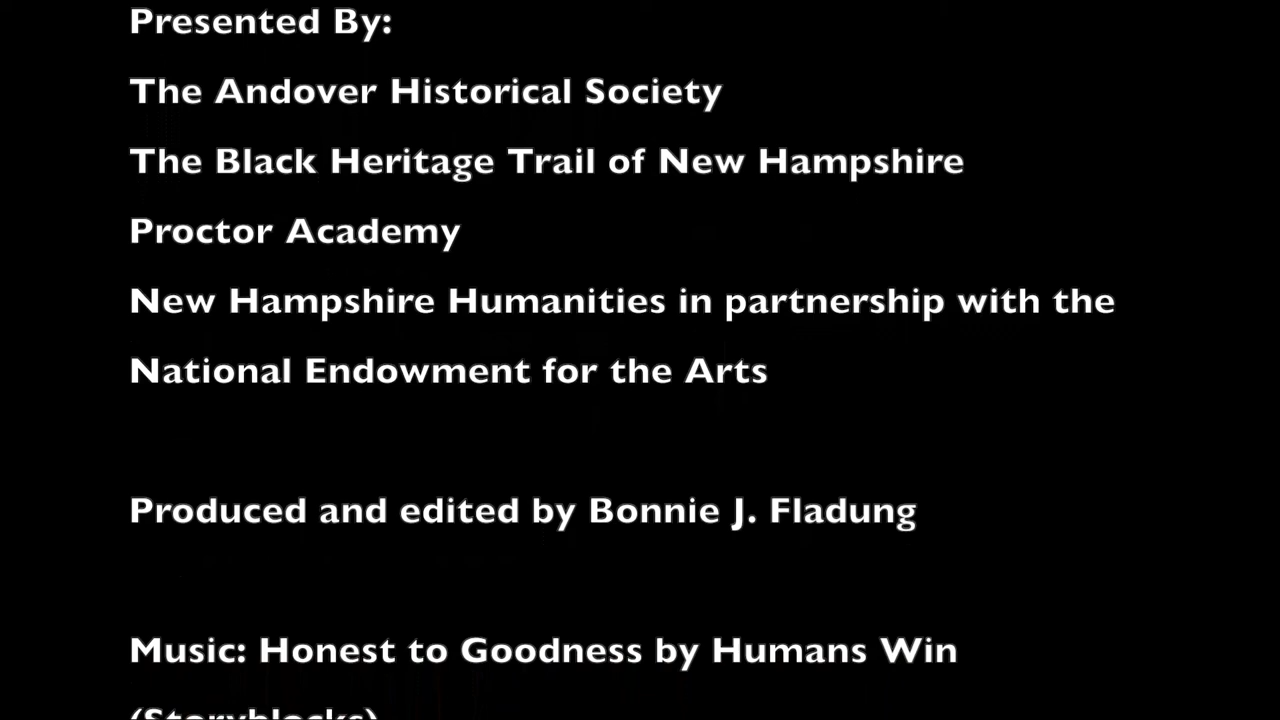 Presented By:
The Andover Historical Society
The Black Heritage Trail of New Hampshire
Proctor Academy
New Hampshire Humanities in partnership with the
National Endowment for the Arts
Produced and edited by Bonnie J. Fladung
Music: Honest to Goodness by Humans Win
(Storyblocks)